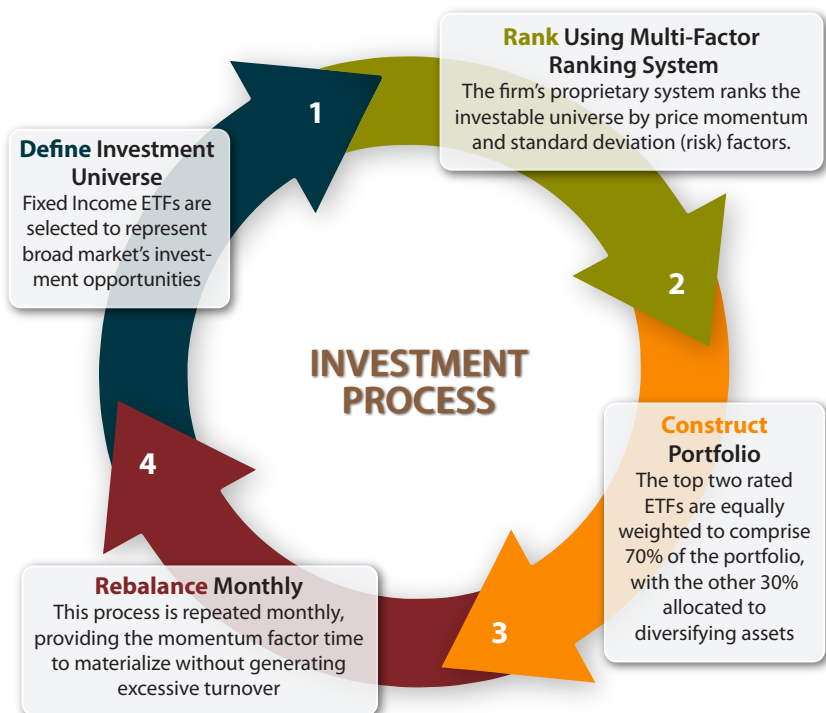 1
Define Investment
Universe
Fixed Income ETFs are
selected to represent
broad market's invest-
ment opportunities
Rank Using Multi-Factor
Ranking System
The firm's proprietary system ranks the
investable universe by price momentum
and standard deviation (risk) factors.
2
INVESTMENT
PROCESS
Construct
Portfolio
The top two rated
ETFs are equally
weighted to comprise
70% of the portfolio,
with the other 30%
allocated to
diversifying assets
3
4
Rebalance Monthly
This process is repeated monthly,
providing the momentum factor time
to materialize without generating
excessive turnover